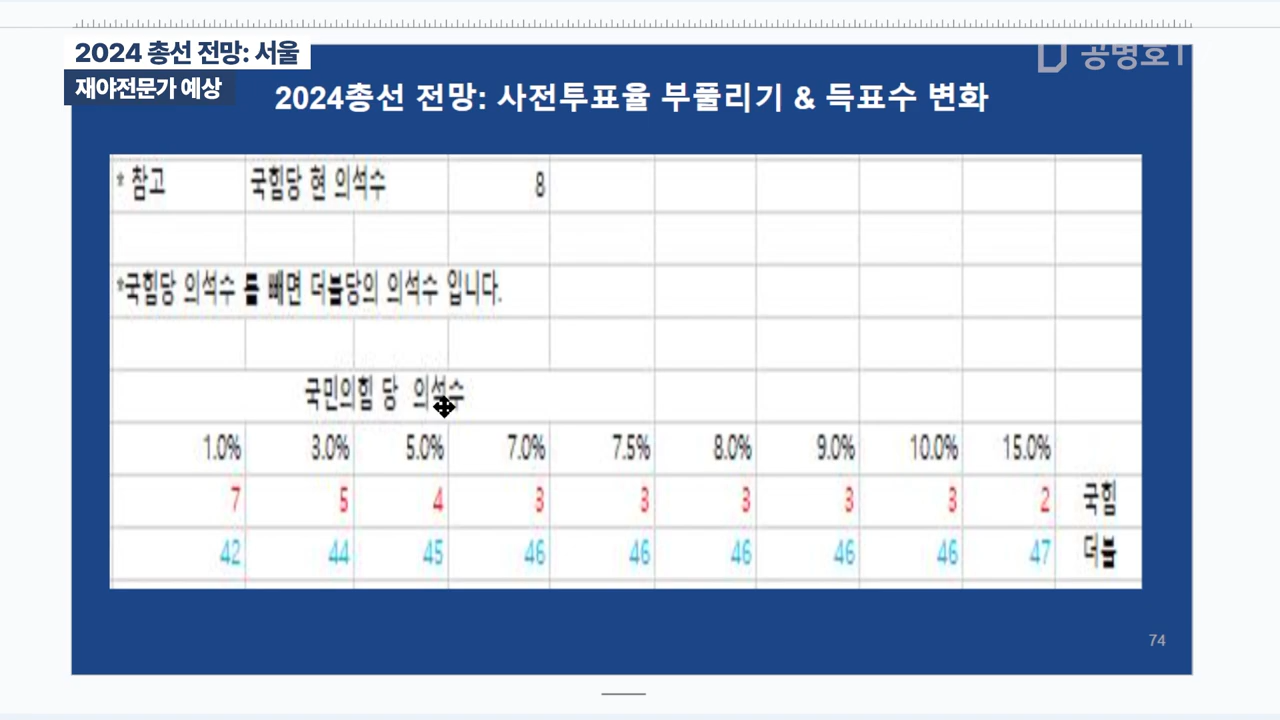 2024 총선 전망: 서울
재야전문가 예상
공병호T
2024총선 전망: 사전투표율 부풀리기 & 득표수 변화
* 참고 국힘당 현 의석수 8
*국힘당 의석수 를 빼면 더블당의 의석수 입니다.
국민의힘 당 의석수
1.0% 3.0% 5.0% 7.0% 7.5% 8.0% 9.0% 10.0% 15.0%
7 5 4 3 3 3 3 3 2 국힘
42 44 45 46 46 46 46 46 47 더블
74